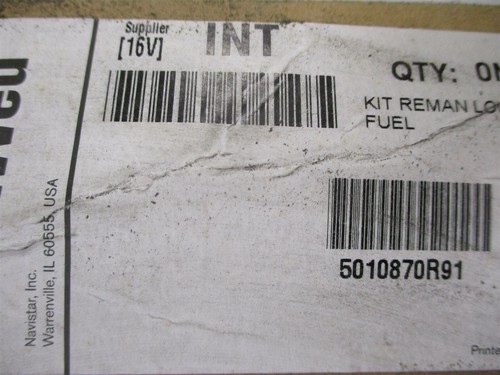 Supplier
[16V]
INT
QTY:
KIT REMAN
FUEL
5010870R91
Navistar, Inc.
Warrenville, IL 60555, USA